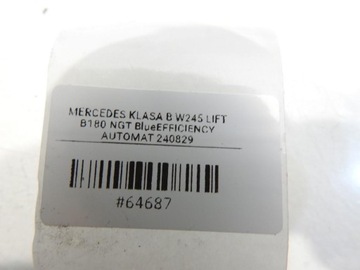 MERCEDES KLASA B W245 LIFT
B180 NGT BlueEFFICIENCY
AUTOMAT 240829
#64687